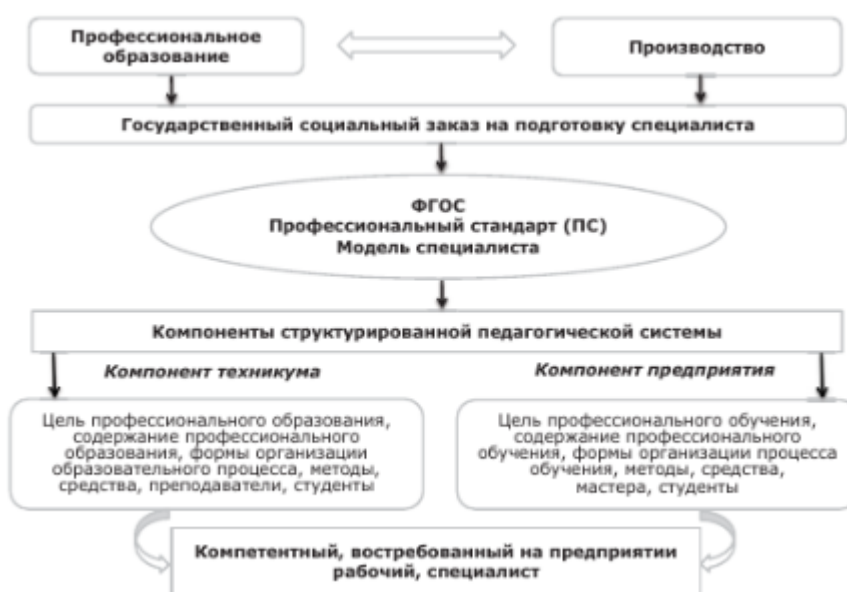 Профессиональное
образование
Производство
Государственный социальный заказ на подготовку специалиста
ФГОС
Профессиональный стандарт (ПС)
Модель специалиста
Компоненты структурированной педагогической системы
Компонент техникума
Компонент предприятия
Цель профессионального образования,
содержание профессионального
образования, формы организации
образовательного процесса, методы,
средства, преподаватели, студенты
Цель профессионального обучения,
содержание профессионального
обучения, формы организации процесса
обучения, методы, средства,
мастера, студенты
Компетентный, востребованный на предприятии
рабочий, специалист